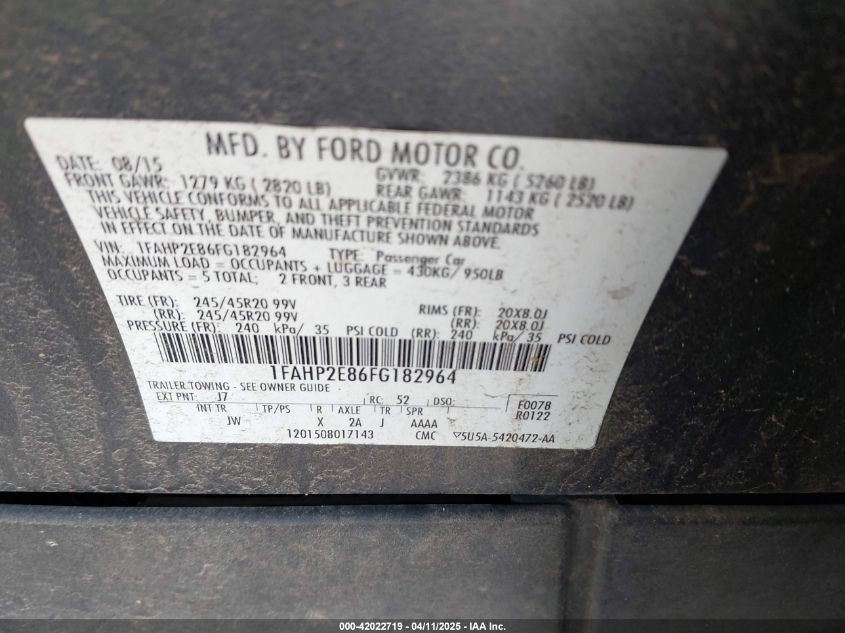 MFD. BY FORD MOTOR CO.
DATE: 08/15 GVWR: 2386 KG ( 5260 LB)
FRONT GAWR: 1279 KG ( 2820 LB) REAR GAWR: 1143 KG ( 2520 LB)
THIS VEHICLE CONFORMS TO ALL APPLICABLE FEDERAL MOTOR
VEHICLE SAFETY, BUMPER, AND THEFT PREVENTION STANDARDS
IN EFFECT ON THE DATE OF MANUFACTURE SHOWN ABOVE.
VIN: 1FAHP2E86FG182964 TYPE: Passenger Car
MAXIMUM LOAD = OCCUPANTS + LUGGAGE = 430KG/ 950LB
OCCUPANTS = 5 TOTAL; 2 FRONT, 3 REAR
TIRE (FR): 245/45R20 99V RIMS (FR): 20X8.0J
(RR): 245/45R20 99V (RR): 20X8.0J
PRESSURE (FR): 240 kPa/ 35 PSI COLD (RR): 240 kPa/ 35 PSI COLD
1FAHP2E86FG182964
TRAILER TOWING - SEE OWNER GUIDE
EXT PNT: J7 RC: 52 DSO: F0078
R0122
INT TR TP/PS R AXLE TR SPR
JW X 2A J AAAA
1201508017143 CMC ▽5U5A-5420472-AA
000-42022719 - 04/11/2025 - IAA Inc.